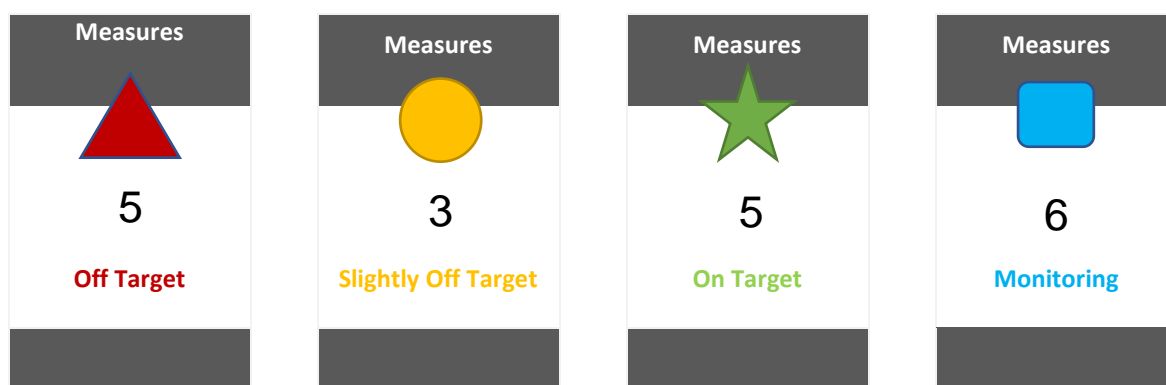 Measures
5
Off Target
Measures
3
Slightly Off Target
Measures
5
On Target
Measures
6
Monitoring